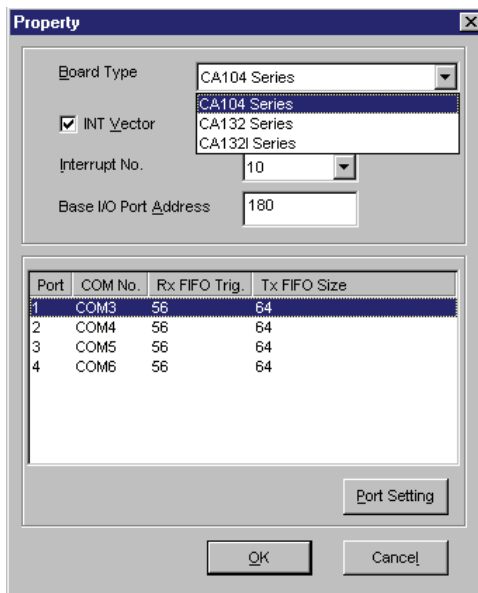 Property
Board Type CA104 Series
CA104 Series
INT Vector CA132 Series
CA132I Series
Interrupt No. 10
Base I/O Port Address 180
Port COM No. Rx FIFO Trig. Tx FIFO Size
1 COM3 56 64
2 COM4 56 64
3 COM5 56 64
4 COM6 56 64
Port Setting
OK Cancel